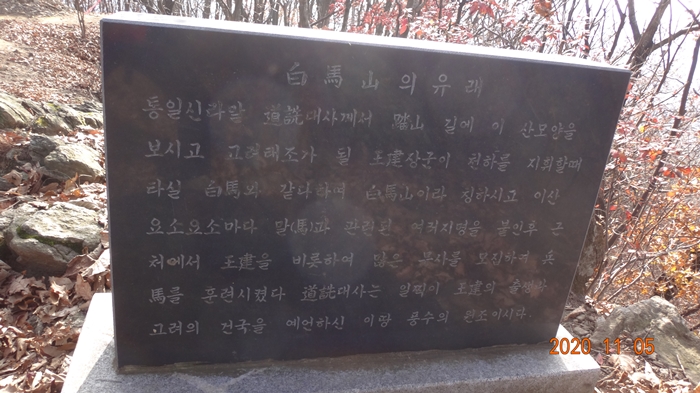 白馬山의 유래
통일신라말 道詵대사께서 踏山 길에 이 산모양을
보시고 고려태조가 될 王建장군이 천하를 지휘할때
타실 白馬와 같다하여 白馬山이라 칭하시고 이산
요소요소마다 말(馬)과 관련된 여러지명을 붙인후 근
처에서 王建을 비롯하여 많은 군사를 모집하여 兵
馬를 훈련시켰다 道詵대사는 일찍이 王建의 출생과
고려의 건국을 예언하신 이땅 풍수의 원조이시다.
2020 11 05